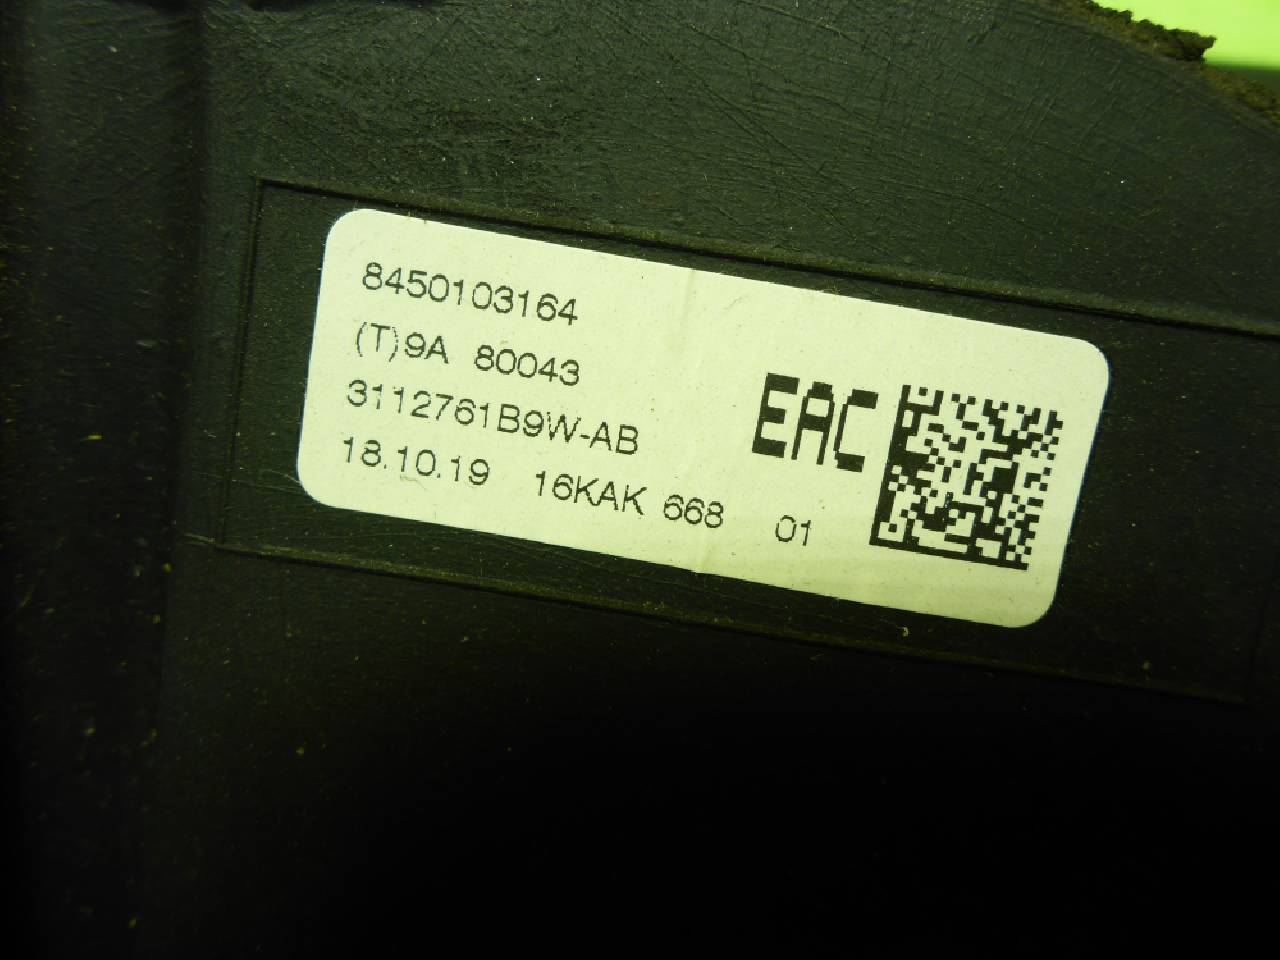 8450103164
(T)9A 80043
3112761B9W-AB
18.10.19 16KAK 668 01
EAC